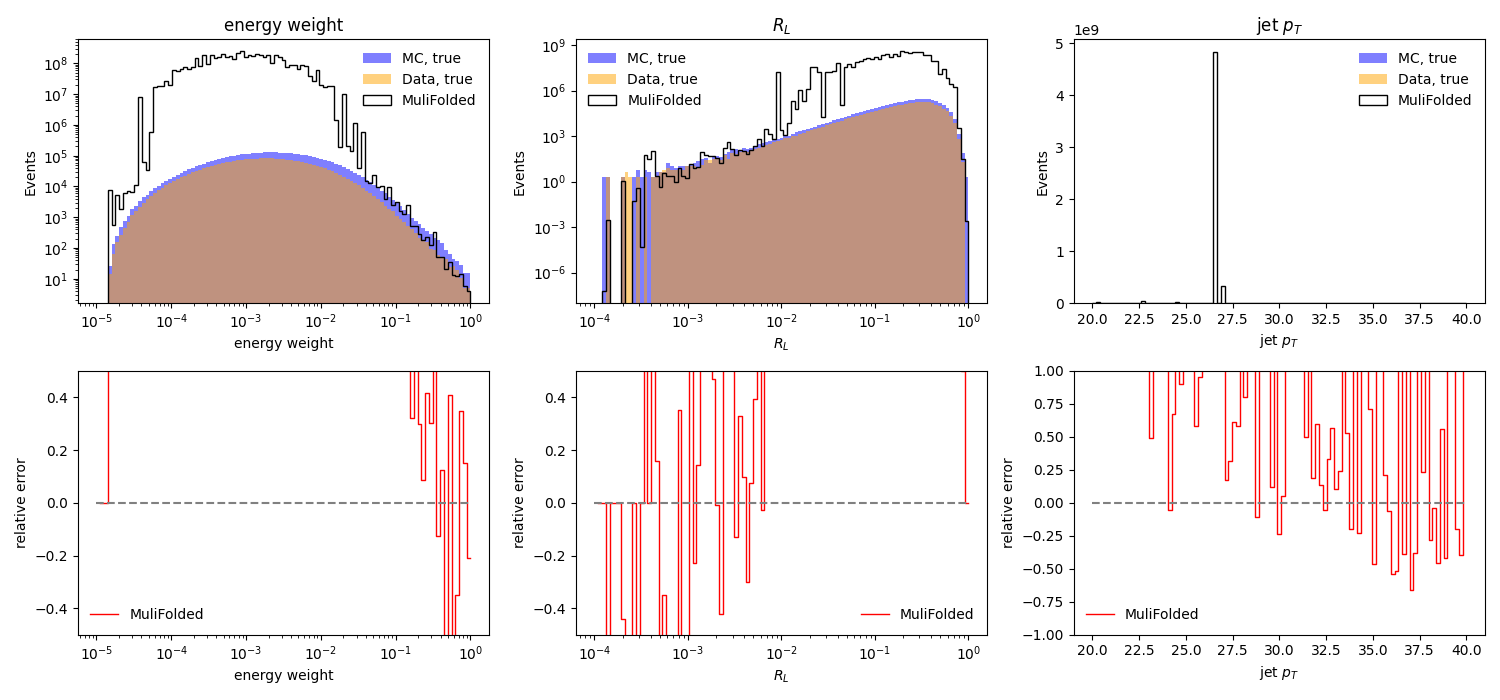 energy weight
R_L
jet p_T
1e9
10^8
10^7
10^6
10^5
10^4
10^3
10^2
10^1
Events
MC, true
Data, true
MuliFolded
10^−5
10^−4
10^−3
10^−2
10^−1
10^0
energy weight
10^9
10^6
10^3
10^0
10^−3
10^−6
Events
MC, true
Data, true
MuliFolded
10^−4
10^−3
10^−2
10^−1
10^0
R_L
5
4
3
2
1
0
Events
MC, true
Data, true
MuliFolded
20.0 22.5 25.0 27.5 30.0 32.5 35.0 37.5 40.0
jet p_T
0.4
0.2
0.0
−0.2
−0.4
relative error
MuliFolded
10^−5
10^−4
10^−3
10^−2
10^−1
10^0
energy weight
0.4
0.2
0.0
−0.2
−0.4
relative error
MuliFolded
10^−4
10^−3
10^−2
10^−1
10^0
R_L
1.00
0.75
0.50
0.25
0.00
−0.25
−0.50
−0.75
−1.00
relative error
MuliFolded
20.0 22.5 25.0 27.5 30.0 32.5 35.0 37.5 40.0
jet p_T